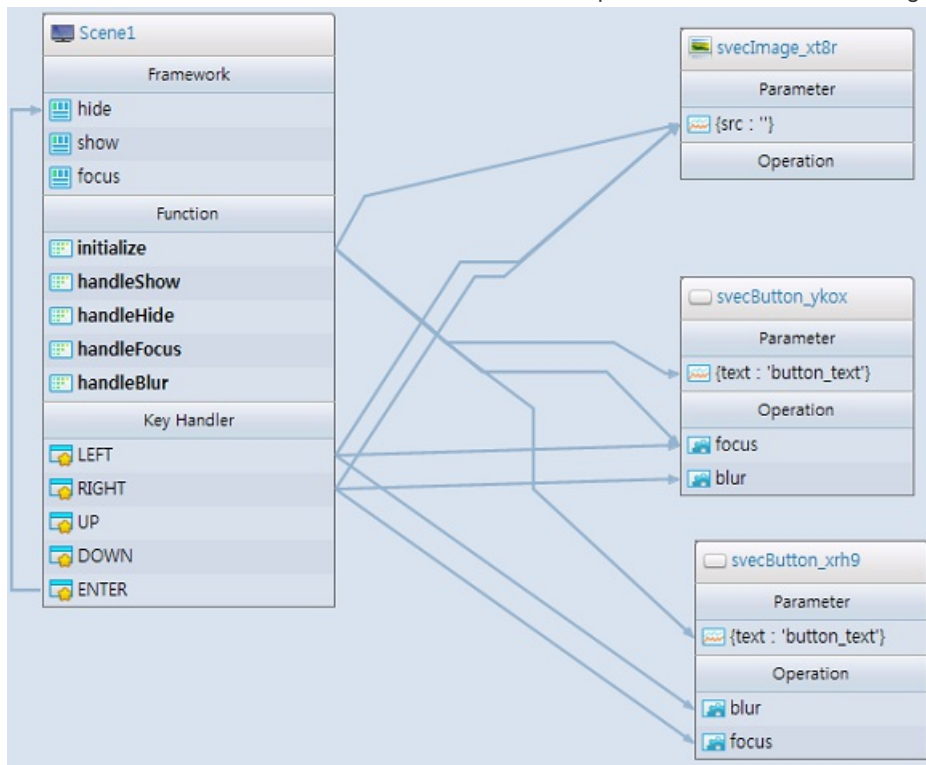 Scene1
Framework
hide
show
focus
Function
initialize
handleShow
handleHide
handleFocus
handleBlur
Key Handler
LEFT
RIGHT
UP
DOWN
ENTER
svecImage_xt8r
Parameter
{src : ''}
Operation
svecButton_ykox
Parameter
{text : 'button_text'}
Operation
focus
blur
svecButton_xrh9
Parameter
{text : 'button_text'}
Operation
blur
focus